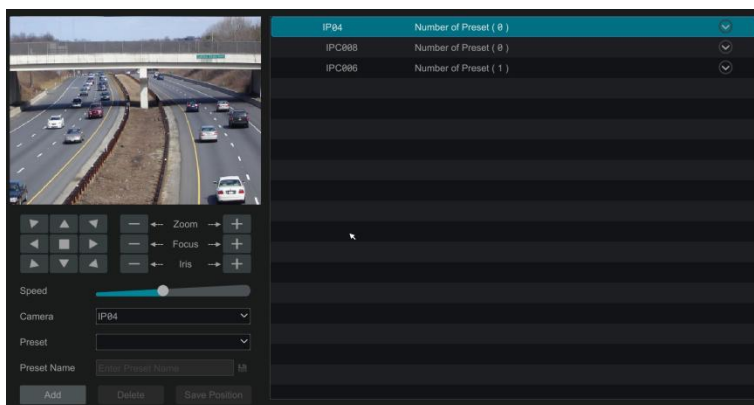 IP04 Number of Preset ( 0 )
IPC008 Number of Preset ( 0 )
IPC006 Number of Preset ( 1 )
Zoom
Focus
Iris
Speed
Camera IP04
Preset
Preset Name Enter Preset Name
Add Delete Save Position